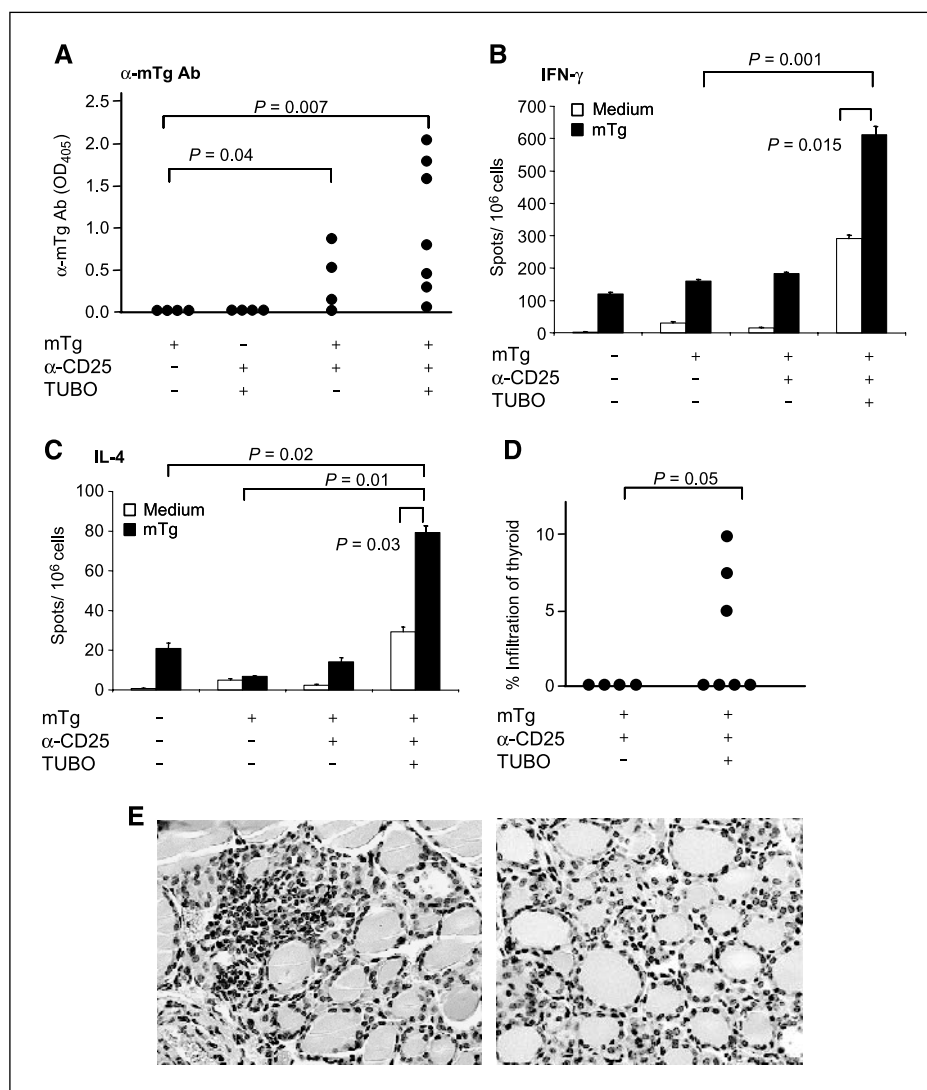 A
α-mTg Ab
P = 0.007
P = 0.04
α-mTg Ab (OD405)
2.5
2.0
1.5
1.0
0.5
0.0
mTg + - + +
α-CD25 - + + +
TUBO - + - +
B
IFN-γ
P = 0.001
Medium
mTg
P = 0.015
Spots/ 10⁶ cells
700
600
500
400
300
200
100
0
mTg - + + +
α-CD25 - - + +
TUBO - - - +
C
IL-4
P = 0.02
P = 0.01
Medium
mTg
P = 0.03
Spots/ 10⁶ cells
100
80
60
40
20
0
mTg - + + +
α-CD25 - - + +
TUBO - - - +
D
P = 0.05
% Infiltration of thyroid
10
5
0
mTg + +
α-CD25 + +
TUBO - +
E